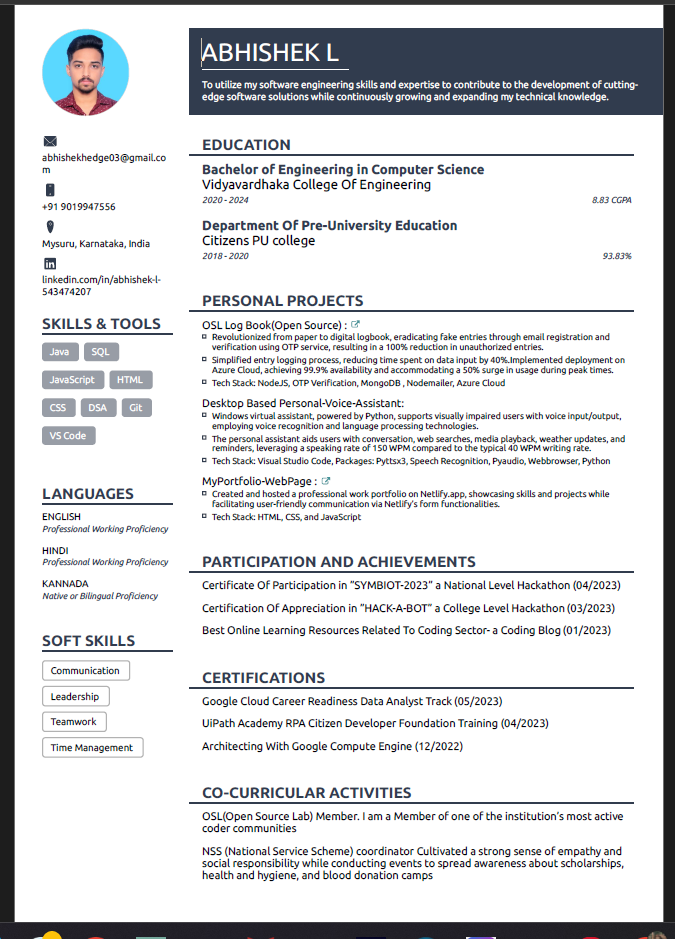 ABHISHEK L
To utilize my software engineering skills and expertise to contribute to the development of cutting-
edge software solutions while continuously growing and expanding my technical knowledge.
abhishekhedge03@gmail.co
m
+91 9019947556
Mysuru, Karnataka, India
in
linkedin.com/in/abhishek-l-
543474207
SKILLS & TOOLS
Java SQL
JavaScript HTML
CSS DSA Git
VS Code
LANGUAGES
ENGLISH
Professional Working Proficiency
HINDI
Professional Working Proficiency
KANNADA
Native or Bilingual Proficiency
SOFT SKILLS
Communication
Leadership
Teamwork
Time Management
EDUCATION
Bachelor of Engineering in Computer Science
Vidyavardhaka College Of Engineering
2020 - 2024 8.83 CGPA
Department Of Pre-University Education
Citizens PU college
2018 - 2020 93.83%
PERSONAL PROJECTS
OSL Log Book(Open Source) :
Revolutionized from paper to digital logbook, eradicating fake entries through email registration and
verification using OTP service, resulting in a 100% reduction in unauthorized entries.
Simplified entry logging process, reducing time spent on data input by 40%.Implemented deployment on
Azure Cloud, achieving 99.9% availability and accommodating a 50% surge in usage during peak times.
Tech Stack: NodeJS, OTP Verification, MongoDB , Nodemailer, Azure Cloud
Desktop Based Personal-Voice-Assistant:
Windows virtual assistant, powered by Python, supports visually impaired users with voice input/output,
employing voice recognition and language processing technologies.
The personal assistant aids users with conversation, web searches, media playback, weather updates, and
reminders, leveraging a speaking rate of 150 WPM compared to the typical 40 WPM writing rate.
Tech Stack: Visual Studio Code, Packages: Pyttsx3, Speech Recognition, Pyaudio, Webbrowser, Python
MyPortfolio-WebPage :
Created and hosted a professional work portfolio on Netlify.app, showcasing skills and projects while
facilitating user-friendly communication via Netlify's form functionalities.
Tech Stack: HTML, CSS, and JavaScript
PARTICIPATION AND ACHIEVEMENTS
Certificate Of Participation in "SYMBIOT-2023" a National Level Hackathon (04/2023)
Certification Of Appreciation in "HACK-A-BOT" a College Level Hackathon (03/2023)
Best Online Learning Resources Related To Coding Sector- a Coding Blog (01/2023)
CERTIFICATIONS
Google Cloud Career Readiness Data Analyst Track (05/2023)
UiPath Academy RPA Citizen Developer Foundation Training (04/2023)
Architecting With Google Compute Engine (12/2022)
CO-CURRICULAR ACTIVITIES
OSL(Open Source Lab) Member. I am a Member of one of the institution's most active
coder communities
NSS (National Service Scheme) coordinator Cultivated a strong sense of empathy and
social responsibility while conducting events to spread awareness about scholarships,
health and hygiene, and blood donation camps